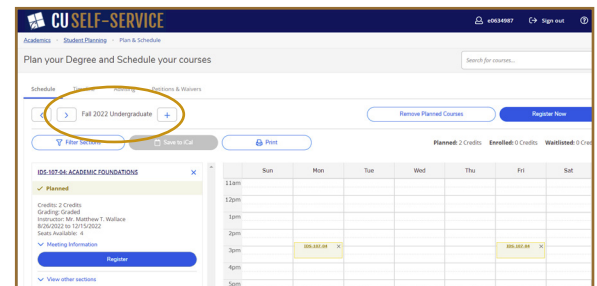 CU SELF-SERVICE
e0634987 Sign out
Academics Student Planning Plan & Schedule
Plan your Degree and Schedule your courses
Search for courses...
Schedule Timeline Advising Petitions & Waivers
Fall 2022 Undergraduate
Remove Planned Courses Register Now
Filter Sections Save to iCal Print
Planned: 2 Credits Enrolled: 0 Credits Waitlisted: 0 Cred
IDS-107-04: ACADEMIC FOUNDATIONS
Planned
Credits: 2 Credits
Grading: Graded
Instructor: Mr. Matthew T. Wallace
8/26/2022 to 12/15/2022
Seats Available: 4
Meeting Information
Register
View other sections
Sun Mon Tue Wed Thu Fri Sat
11am
12pm
1pm
2pm
3pm IDS-107-04 IDS-107-04
4pm
5pm